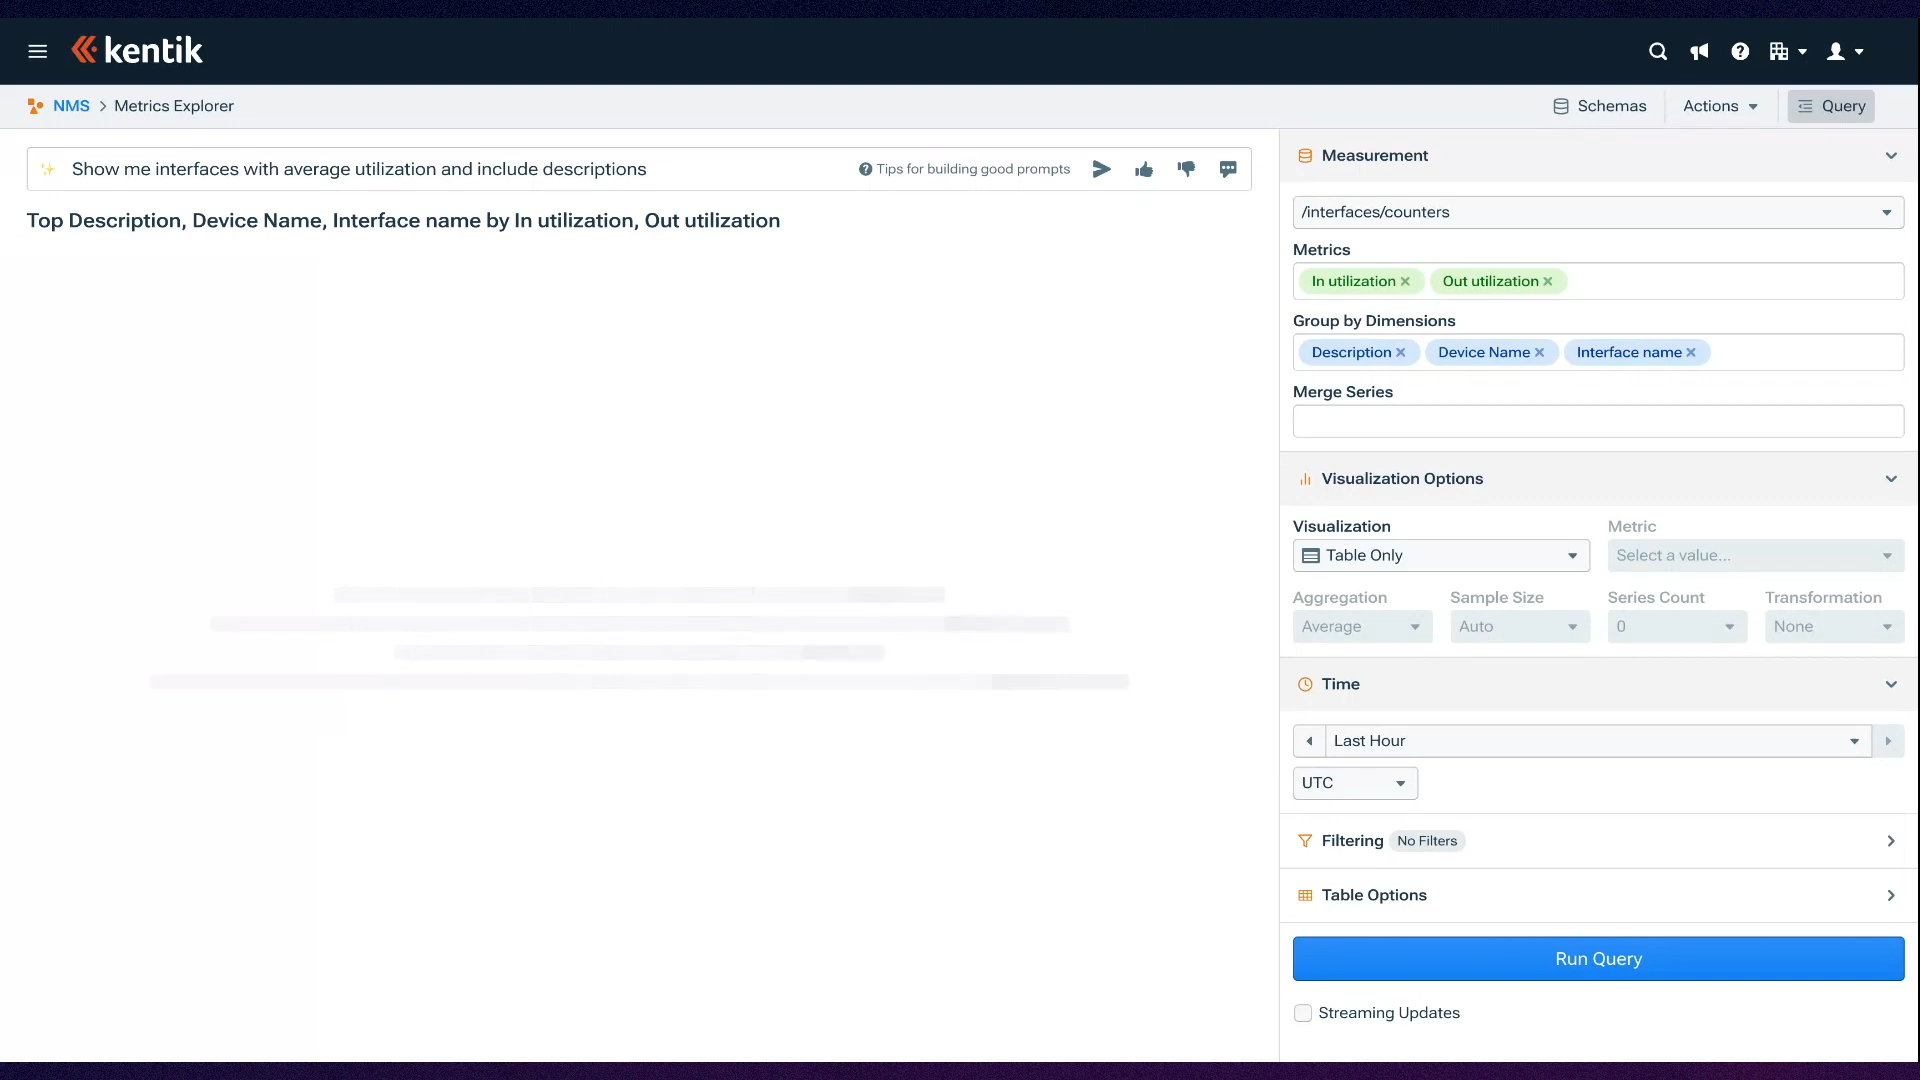 kentik
NMS > Metrics Explorer
Schemas
Actions
Query
Show me interfaces with average utilization and include descriptions
Tips for building good prompts
Top Description, Device Name, Interface name by In utilization, Out utilization
Measurement
/interfaces/counters
Metrics
In utilization
Out utilization
Group by Dimensions
Description
Device Name
Interface name
Merge Series
Visualization Options
Visualization
Metric
Table Only
Select a value...
Aggregation
Sample Size
Series Count
Transformation
Average
Auto
0
None
Time
Last Hour
UTC
Filtering
No Filters
Table Options
Run Query
Streaming Updates